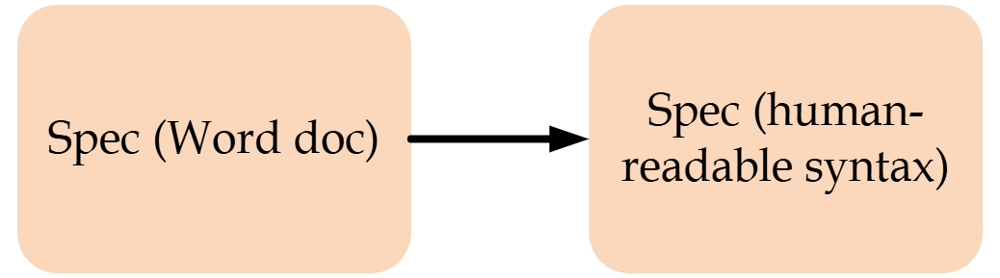 Spec (Word doc)
Spec (human-
readable syntax)